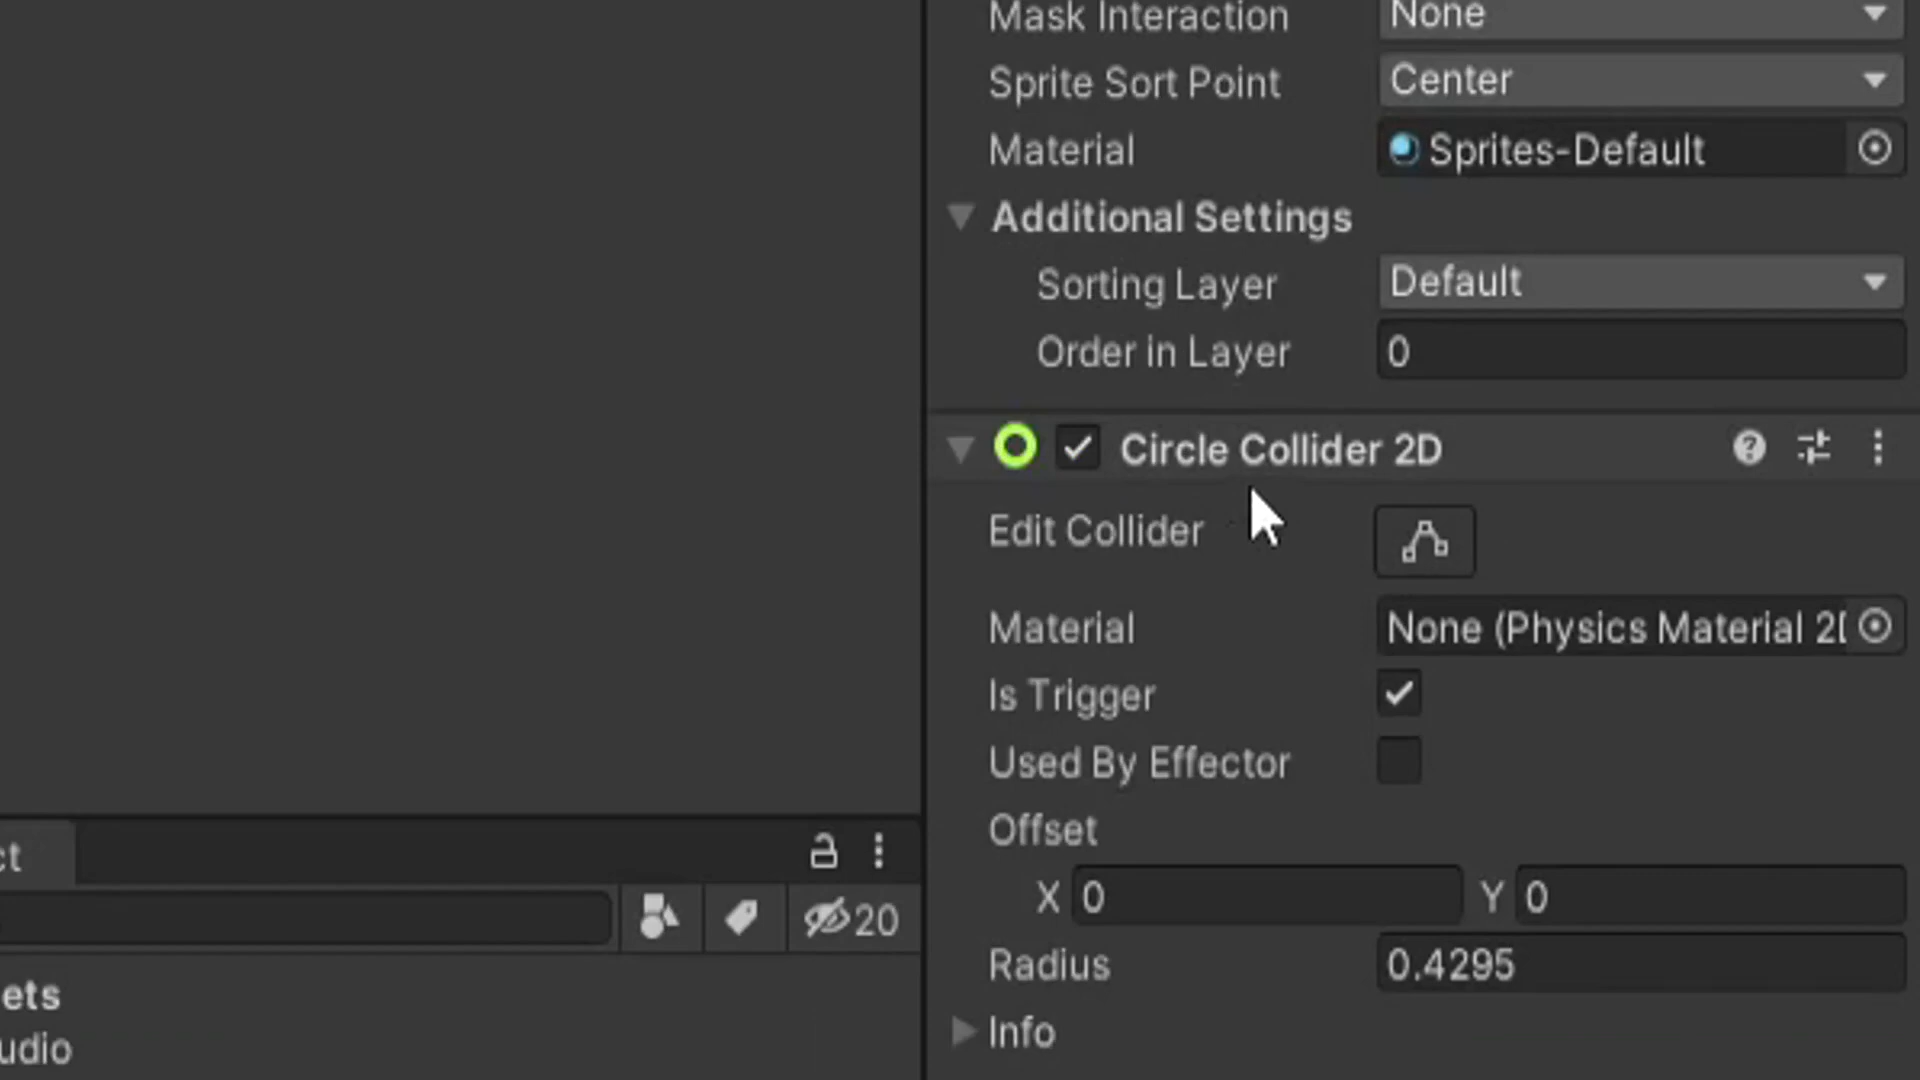 Mask Interaction None
Sprite Sort Point Center
Material Sprites-Default
Additional Settings
Sorting Layer Default
Order in Layer 0
Circle Collider 2D
Edit Collider
Material None (Physics Material 2
Is Trigger
Used By Effector
Offset
X 0 Y 0
Radius 0.4295
Info
ct
20
ets
udio